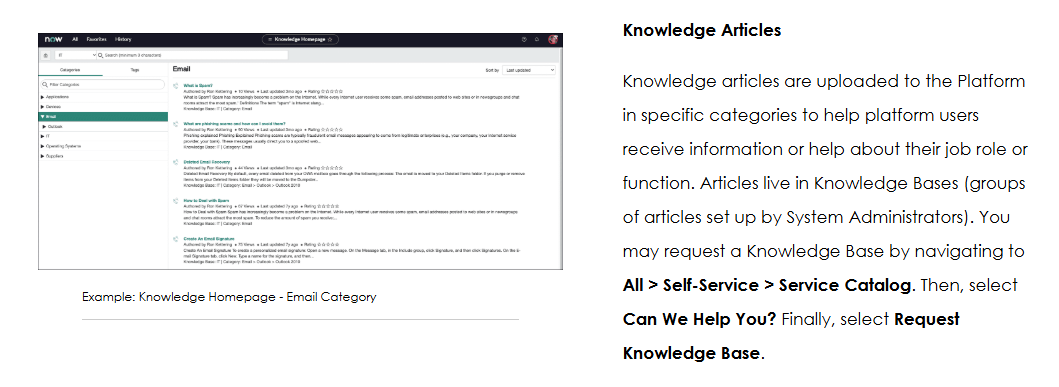 now All Favorites History Knowledge Homepage
IT Search (minimum 3 characters)
Categories Tags
Email
Sort by Last Updated
Filter Categories
Applications
Devices
Email
Outlook
IT
Operating Systems
Suppliers
What is Spam?
Authored by Ron Kettering 10 Views Last updated 2mo ago Rating
What is Spam? Spam has increasingly become a problem on the Internet. While every Internet user receives some spam, email addresses posted to web sites or in newsgroups and chat
rooms attract the most spam. Definitions The term "spam" is Internet slang...
Knowledge Base: IT | Category: Email
What are phishing scams and how can I avoid them?
Authored by Ron Kettering 90 Views Last updated Rating
Phishing explained Phishing Explained Phishing scams are typically fraudulent email messages appearing to come from legitimate enterprises (e.g., your company, your Internet service
provider, your bank). These messages usually direct you to a spoofed web...
Knowledge Base: IT | Category: Email
Deleted Email Recovery
Authored by Ron Kettering 44 Views Last updated Rating
Deleted Email Recovery By default, every email deleted from your OWA mailbox goes through the following process: The email is moved to your Deleted Items folder. If you purge or remove
items from your Deleted Items folder they will be moved to the Dumpster...
Knowledge Base: IT | Category: Email > Outlook > Outlook 2010
How to Deal with Spam
Authored by Ron Kettering 57 Views Last updated 7y ago Rating
How to Deal with Spam Spam has increasingly become a problem on the Internet. While every Internet user receives some spam, email addresses posted to web sites or in newsgroups
and chat rooms attract the most spam. To reduce the amount of spam you receive...
Knowledge Base: IT | Category: Email
Create An Email Signature
Authored by Ron Kettering 75 Views Last updated 7y ago Rating
Create An Email Signature To create a personalized email signature: Open a new message. On the Message tab, in the Include group, click Signature, and then click Signatures. On the E-
mail Signature tab, click New. Type a name for the Signature, and then...
Knowledge Base: IT | Category: Email > Outlook > Outlook 2010
Example: Knowledge Homepage - Email Category
Knowledge Articles
Knowledge articles are uploaded to the Platform
in specific categories to help platform users
receive information or help about their job role or
function. Articles live in Knowledge Bases (groups
of articles set up by System Administrators). You
may request a Knowledge Base by navigating to
All > Self-Service > Service Catalog. Then, select
Can We Help You? Finally, select Request
Knowledge Base.